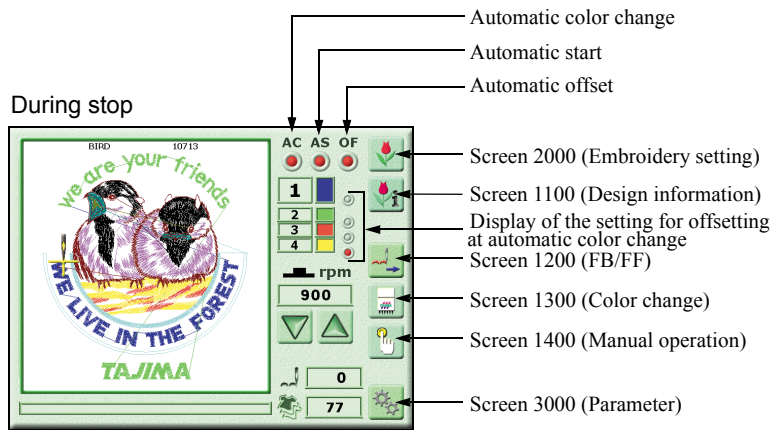 Automatic color change
Automatic start
Automatic offset
During stop
BIRD 10713
AC AS OF
we are your friends
WE LIVE IN THE FOREST
TAJIMA
1
2
3
4
rpm
900
0
77
Screen 2000 (Embroidery setting)
Screen 1100 (Design information)
Display of the setting for offsetting
at automatic color change
Screen 1200 (FB/FF)
Screen 1300 (Color change)
Screen 1400 (Manual operation)
Screen 3000 (Parameter)